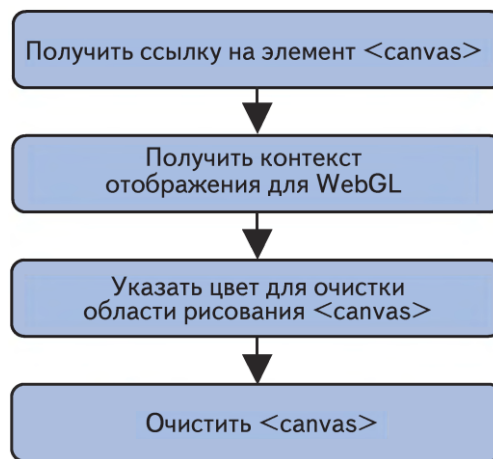 Получить ссылку на элемент <canvas>
Получить контекст
отображения для WebGL
Указать цвет для очистки
области рисования <canvas>
Очистить <canvas>